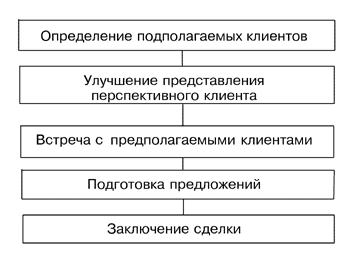 Определение подполагаемых клиентов
Улучшение представления
перспективного клиента
Встреча с предполагаемыми клиентами
Подготовка предложений
Заключение сделки